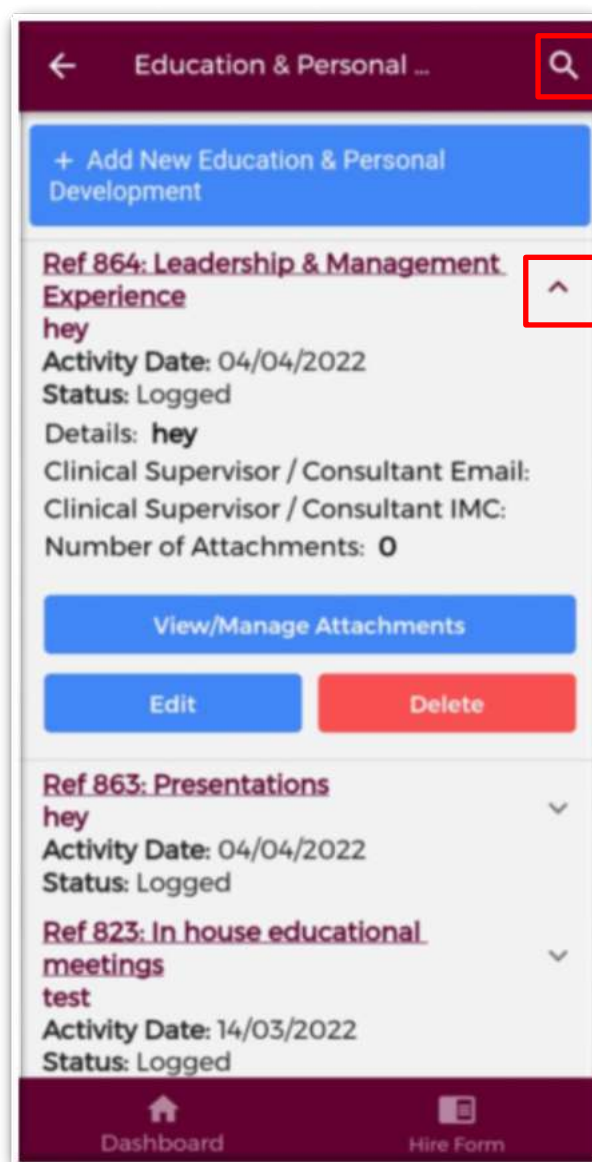 Education & Personal ...
+ Add New Education & Personal
Development
Ref 864: Leadership & Management
Experience
hey
Activity Date: 04/04/2022
Status: Logged
Details: hey
Clinical Supervisor / Consultant Email:
Clinical Supervisor / Consultant IMC:
Number of Attachments: 0
View/Manage Attachments
Edit Delete
Ref 863: Presentations
hey
Activity Date: 04/04/2022
Status: Logged
Ref 823: In house educational
meetings
test
Activity Date: 14/03/2022
Status: Logged
Dashboard Hire Form